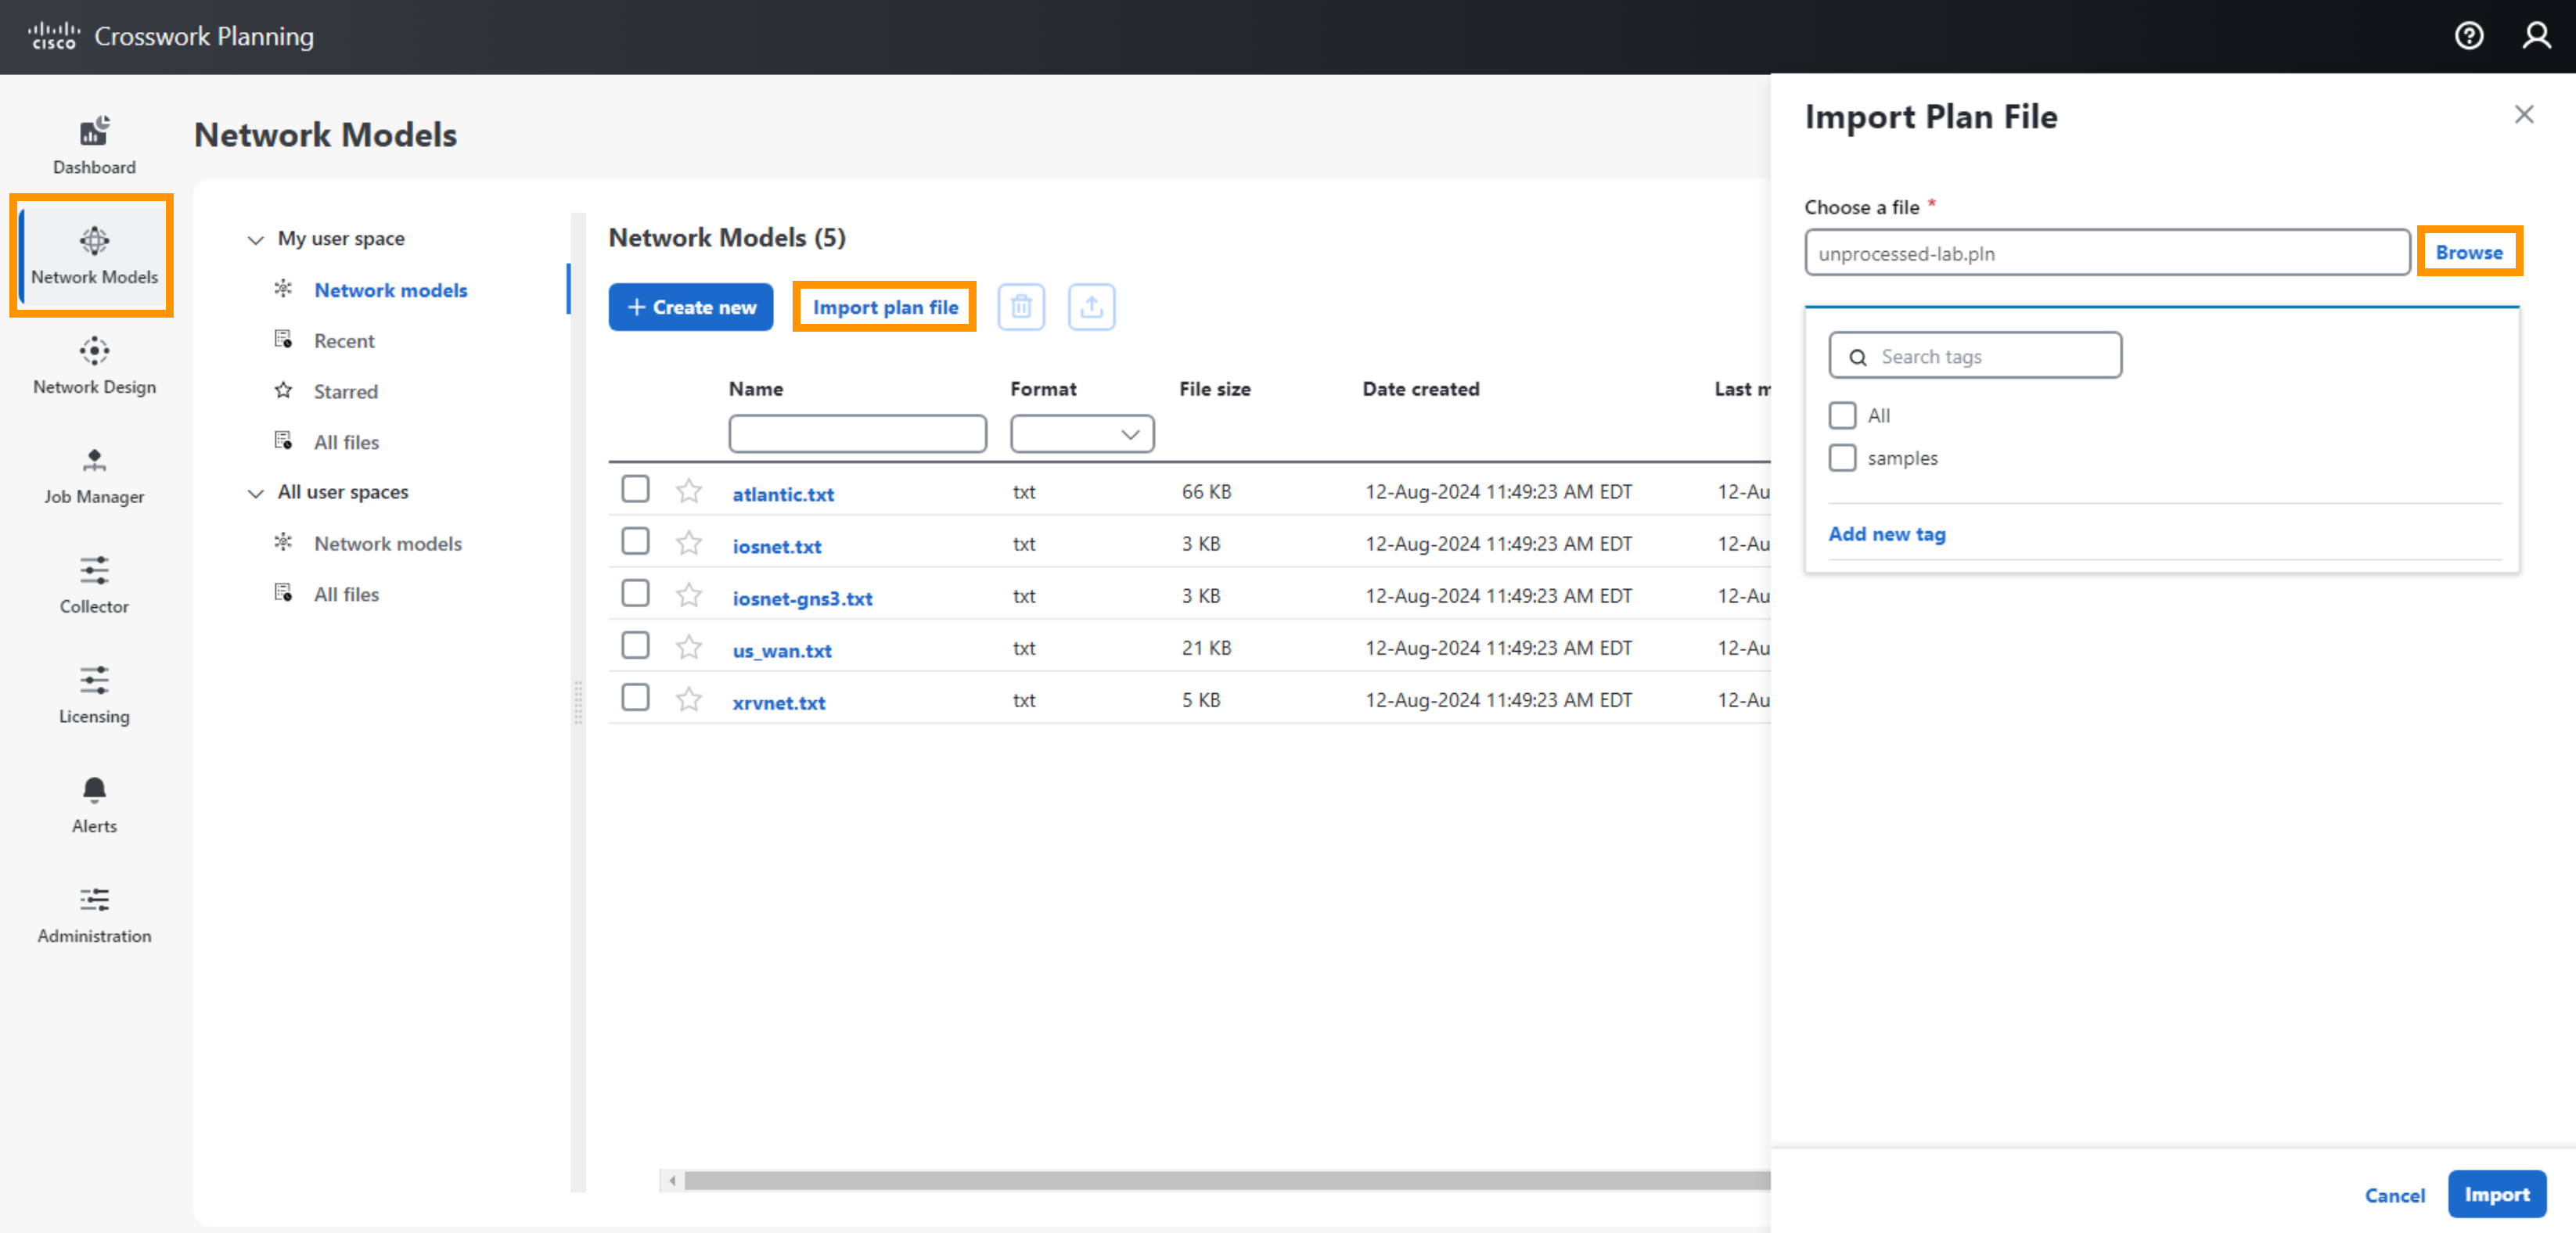 cisco Crosswork Planning
Dashboard
Network Models
Network Design
Job Manager
Collector
Licensing
Alerts
Administration
Network Models
My user space
Network models
Recent
Starred
All files
All user spaces
Network models
All files
Network Models (5)
+ Create new Import plan file
Name Format File size Date created Last m
atlantic.txt txt 66 KB 12-Aug-2024 11:49:23 AM EDT 12-Au
iosnet.txt txt 3 KB 12-Aug-2024 11:49:23 AM EDT 12-Au
iosnet-gns3.txt txt 3 KB 12-Aug-2024 11:49:23 AM EDT 12-Au
us_wan.txt txt 21 KB 12-Aug-2024 11:49:23 AM EDT 12-Au
xrvnet.txt txt 5 KB 12-Aug-2024 11:49:23 AM EDT 12-Au
Import Plan File
Choose a file *
unprocessed-lab.pln Browse
Search tags
All
samples
Add new tag
Cancel Import